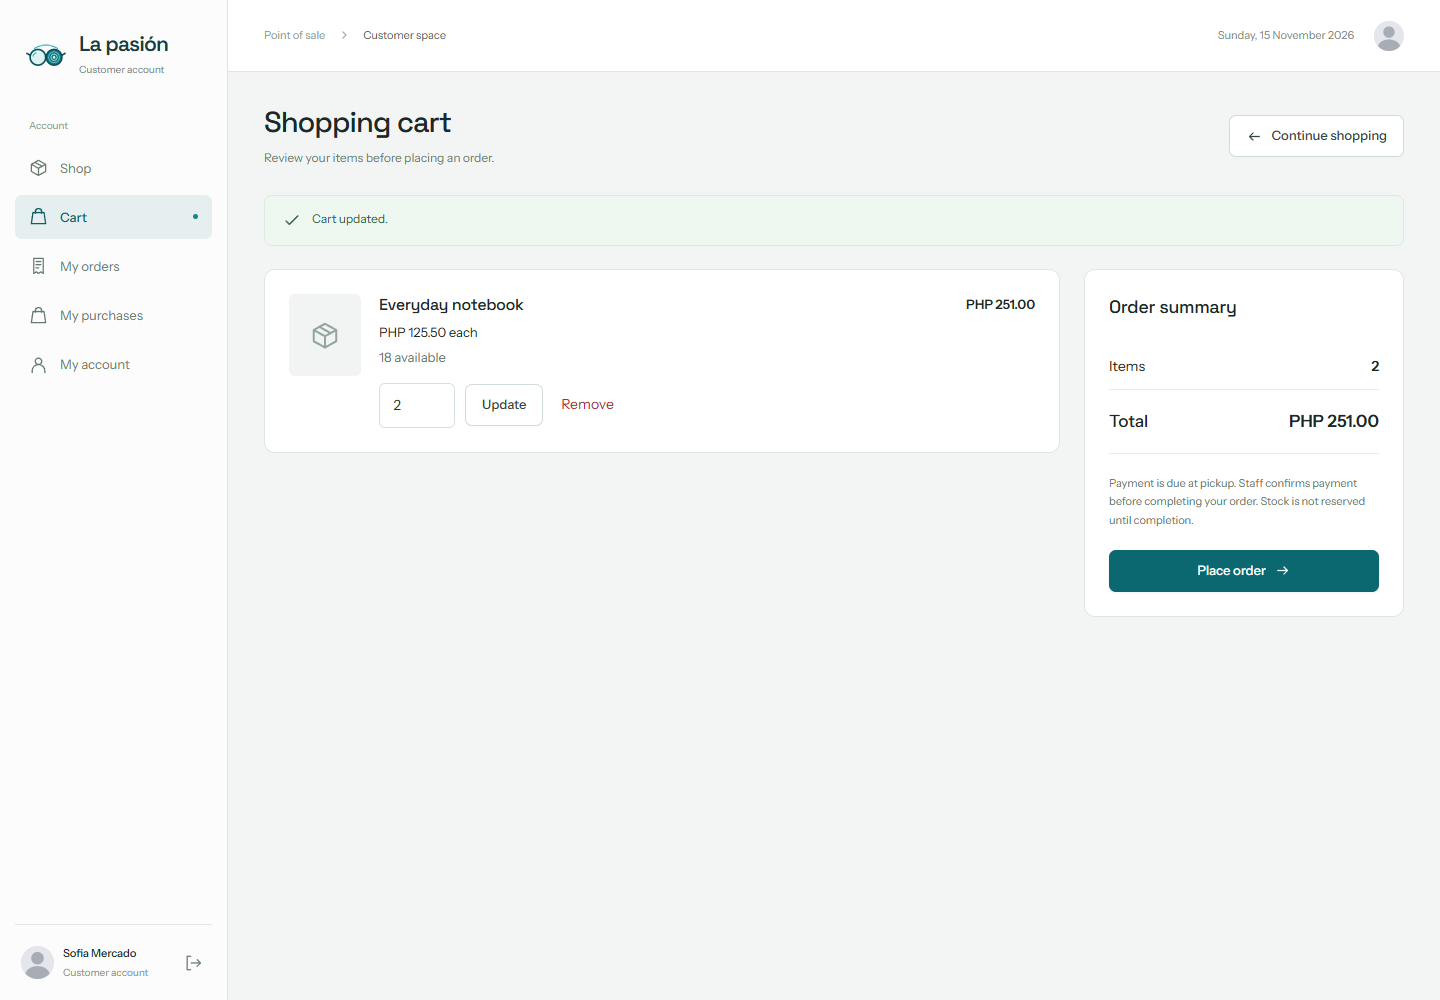 La pasión
Customer account
Account
Shop
Cart
My orders
My purchases
My account
Sofia Mercado
Customer account
Point of sale
Customer space
Sunday, 15 November 2026
Shopping cart
Review your items before placing an order.
Continue shopping
Cart updated.
Everyday notebook
PHP 251.00
PHP 125.50 each
18 available
2
Update
Remove
Order summary
Items 2
Total PHP 251.00
Payment is due at pickup. Staff confirms payment
before completing your order. Stock is not reserved
until completion.
Place order